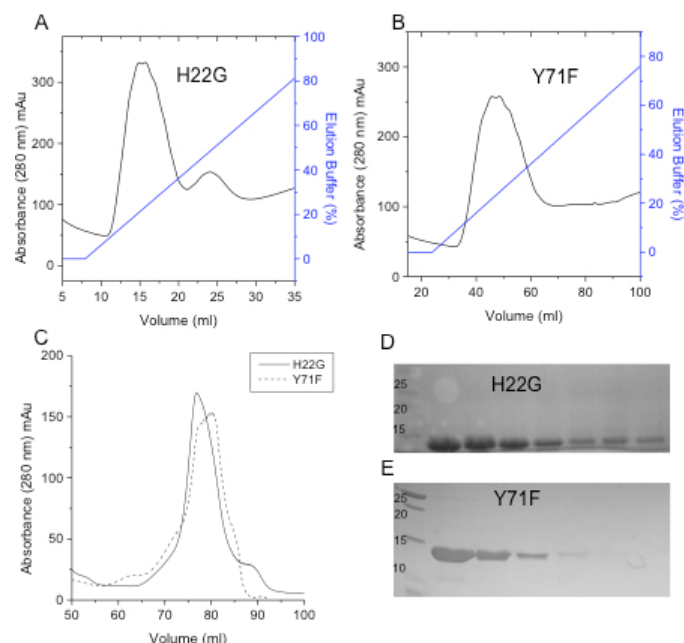 A
H22G
Absorbance (280 nm) mAu
300
200
100
0
5 10 15 20 25 30 35
Volume (ml)
100
80
60
40
20
0
Elution Buffer (%)
B
Y71F
Absorbance (280 nm) mAu
300
200
100
0
20 40 60 80 100
Volume (ml)
80
60
40
20
0
Elution Buffer (%)
C
H22G
Y71F
Absorbance (280 nm) mAu
200
150
100
50
0
50 60 70 80 90 100
Volume (ml)
D
H22G
25
20
15
E
Y71F
25
20
15
10